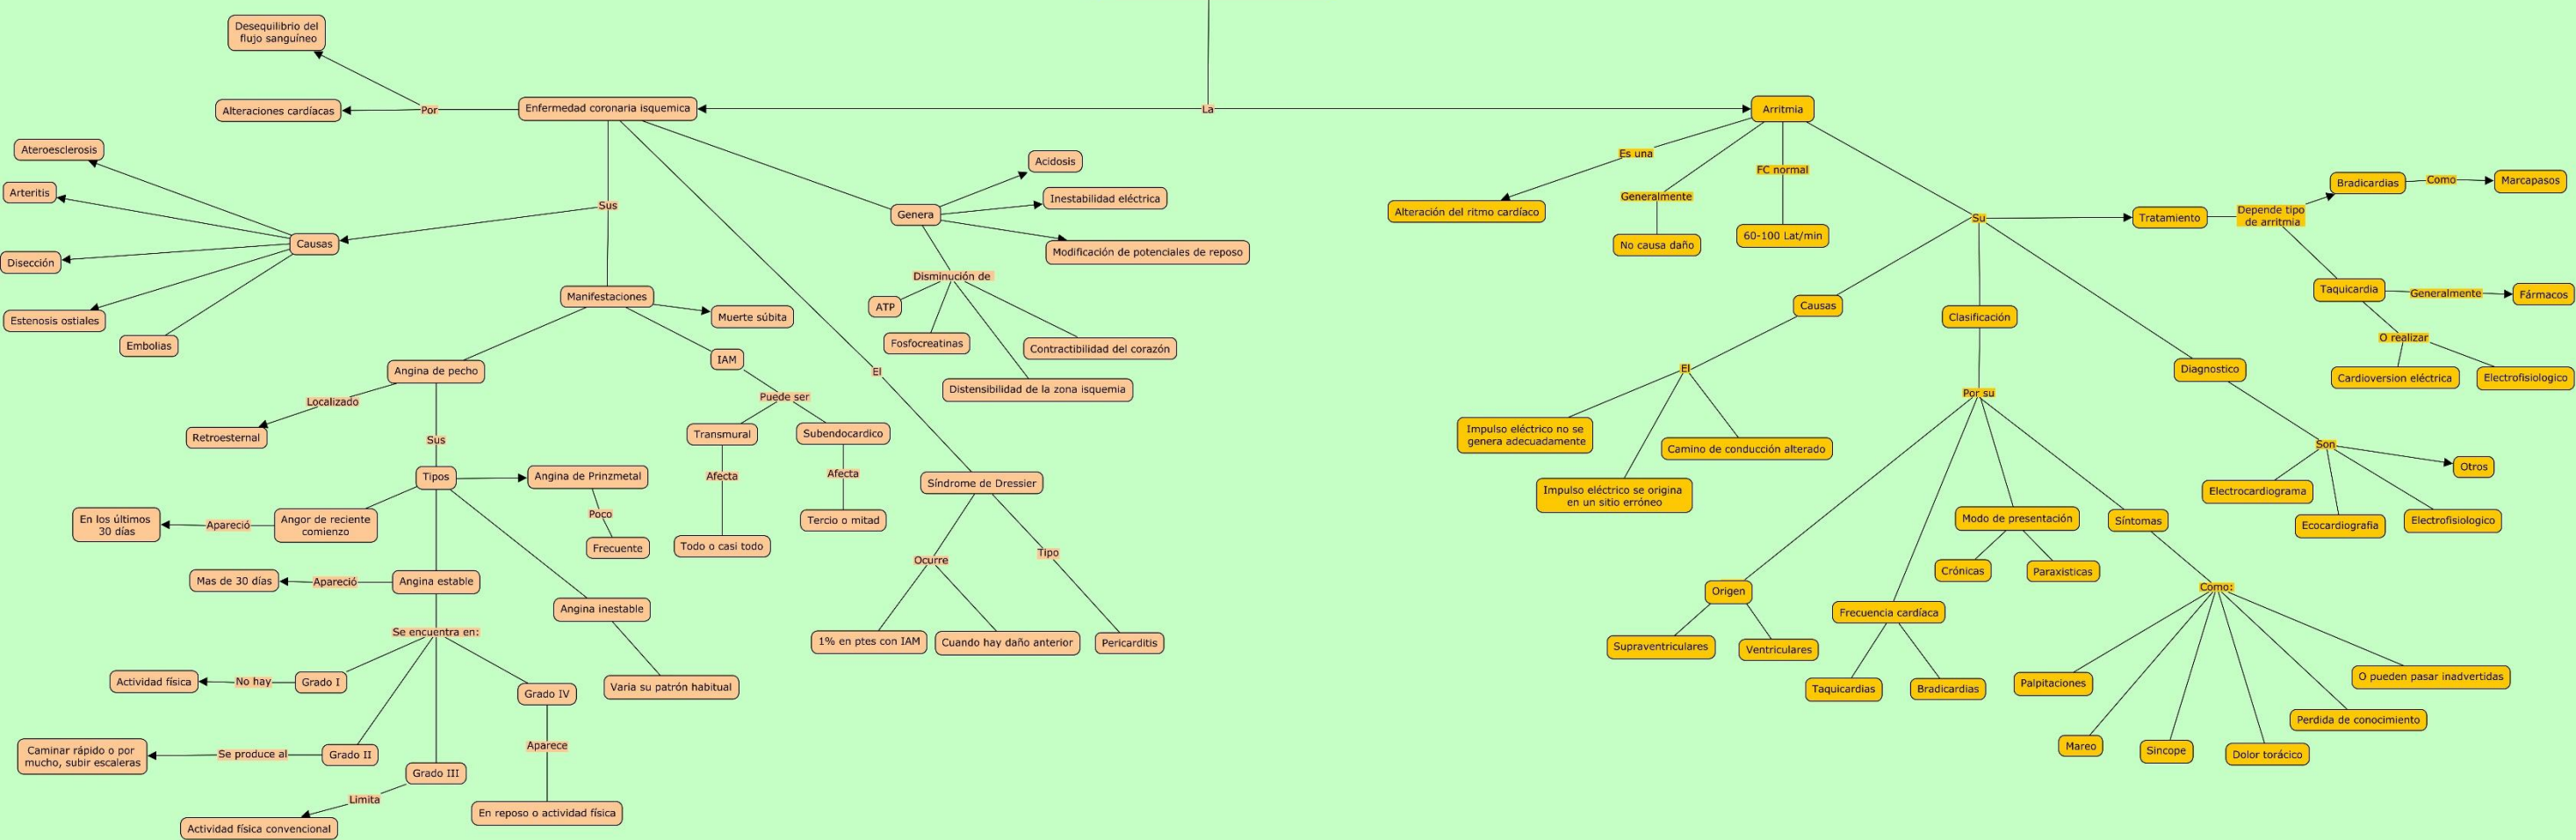 Desequilibrio del
flujo sanguíneo
Alteraciones cardíacas
Por
Enfermedad coronaria isquemica
La
Arritmia
Ateroesclerosis
Arteritis
Disección
Estenosis ostiales
Embolias
Causas
Sus
Manifestaciones
Muerte súbita
Angina de pecho
Localizado
Retroesternal
Sus
Tipos
Angina de Prinzmetal
Poco
Frecuente
Angor de reciente
comienzo
Apareció
En los últimos
30 días
Angina estable
Apareció
Mas de 30 días
Angina inestable
Varia su patrón habitual
Se encuentra en:
Grado I
No hay
Actividad física
Grado II
Se produce al
Caminar rápido o por
mucho, subir escaleras
Grado III
Limita
Actividad física convencional
Grado IV
Aparece
En reposo o actividad física
IAM
Puede ser
Transmural
Afecta
Todo o casi todo
Subendocardico
Afecta
Tercio o mitad
Genera
Acidosis
Inestabilidad eléctrica
Modificación de potenciales de reposo
Disminución de
ATP
Fosfocreatinas
Distensibilidad de la zona isquemia
Contractibilidad del corazón
El
Síndrome de Dressier
Ocurre
1% en ptes con IAM
Cuando hay daño anterior
Tipo
Pericarditis
Es una
Alteración del ritmo cardíaco
Generalmente
No causa daño
FC normal
60-100 Lat/min
Su
Tratamiento
Depende tipo
de arritmia
Bradicardias
Como
Marcapasos
Taquicardia
Generalmente
Fármacos
O realizar
Cardioversion eléctrica
Electrofisiologico
Causas
El
Impulso eléctrico no se
genera adecuadamente
Impulso eléctrico se origina
en un sitio erróneo
Camino de conducción alterado
Clasificación
Por su
Origen
Supraventriculares
Ventriculares
Frecuencia cardíaca
Taquicardias
Bradicardias
Modo de presentación
Crónicas
Paraxisticas
Síntomas
Como:
Palpitaciones
Mareo
Sincope
Dolor torácico
Perdida de conocimiento
O pueden pasar inadvertidas
Diagnostico
Son
Electrocardiograma
Ecocardiografia
Electrofisiologico
Otros